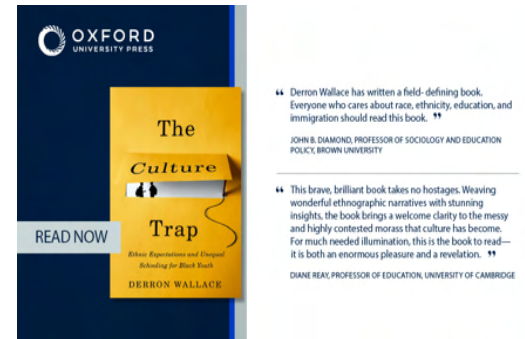 OXFORD
UNIVERSITY PRESS
The
Culture
Trap
Ethnic Expectations and Unequal
Schooling for Black Youth
DERRON WALLACE
READ NOW
“ Derron Wallace has written a field- defining book.
Everyone who cares about race, ethnicity, education, and
immigration should read this book. ”
JOHN B. DIAMOND, PROFESSOR OF SOCIOLOGY AND EDUCATION
POLICY, BROWN UNIVERSITY
“ This brave, brilliant book takes no hostages. Weaving
wonderful ethnographic narratives with stunning
insights, the book brings a welcome clarity to the messy
and highly contested morass that culture has become.
For much needed illumination, this is the book to read—
it is both an enormous pleasure and a revelation. ”
DIANE REAY, PROFESSOR OF EDUCATION, UNIVERSITY OF CAMBRIDGE